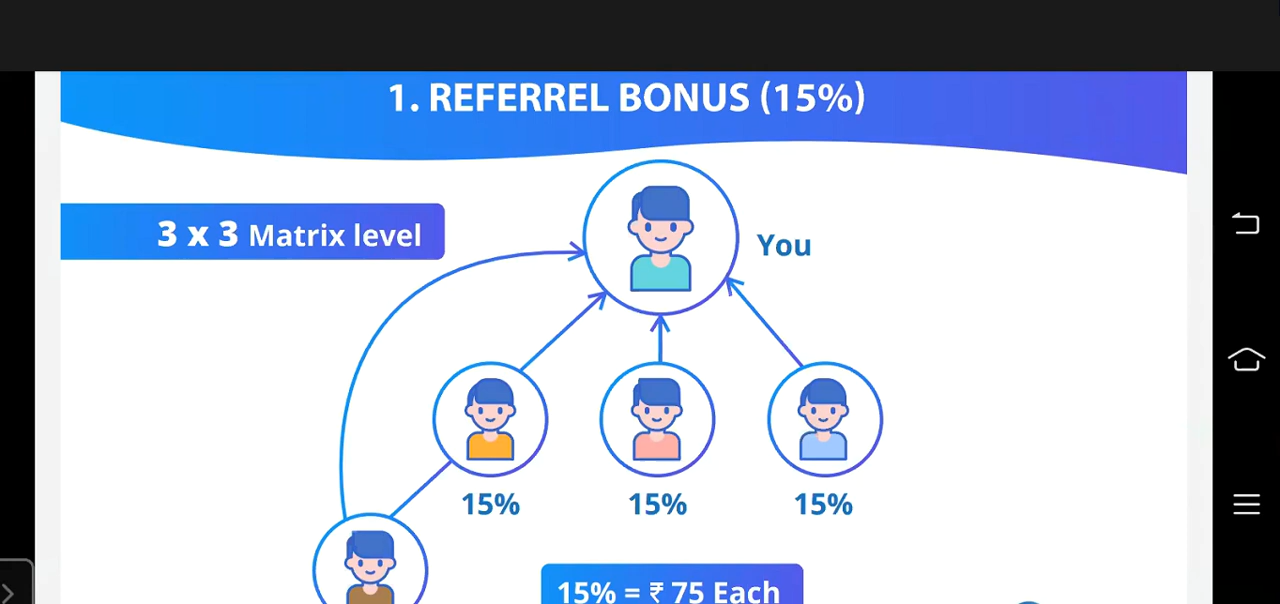 1. REFERREL BONUS (15%)
3 x 3 Matrix level
You
15% 15% 15%
15% = ₹ 75 Each